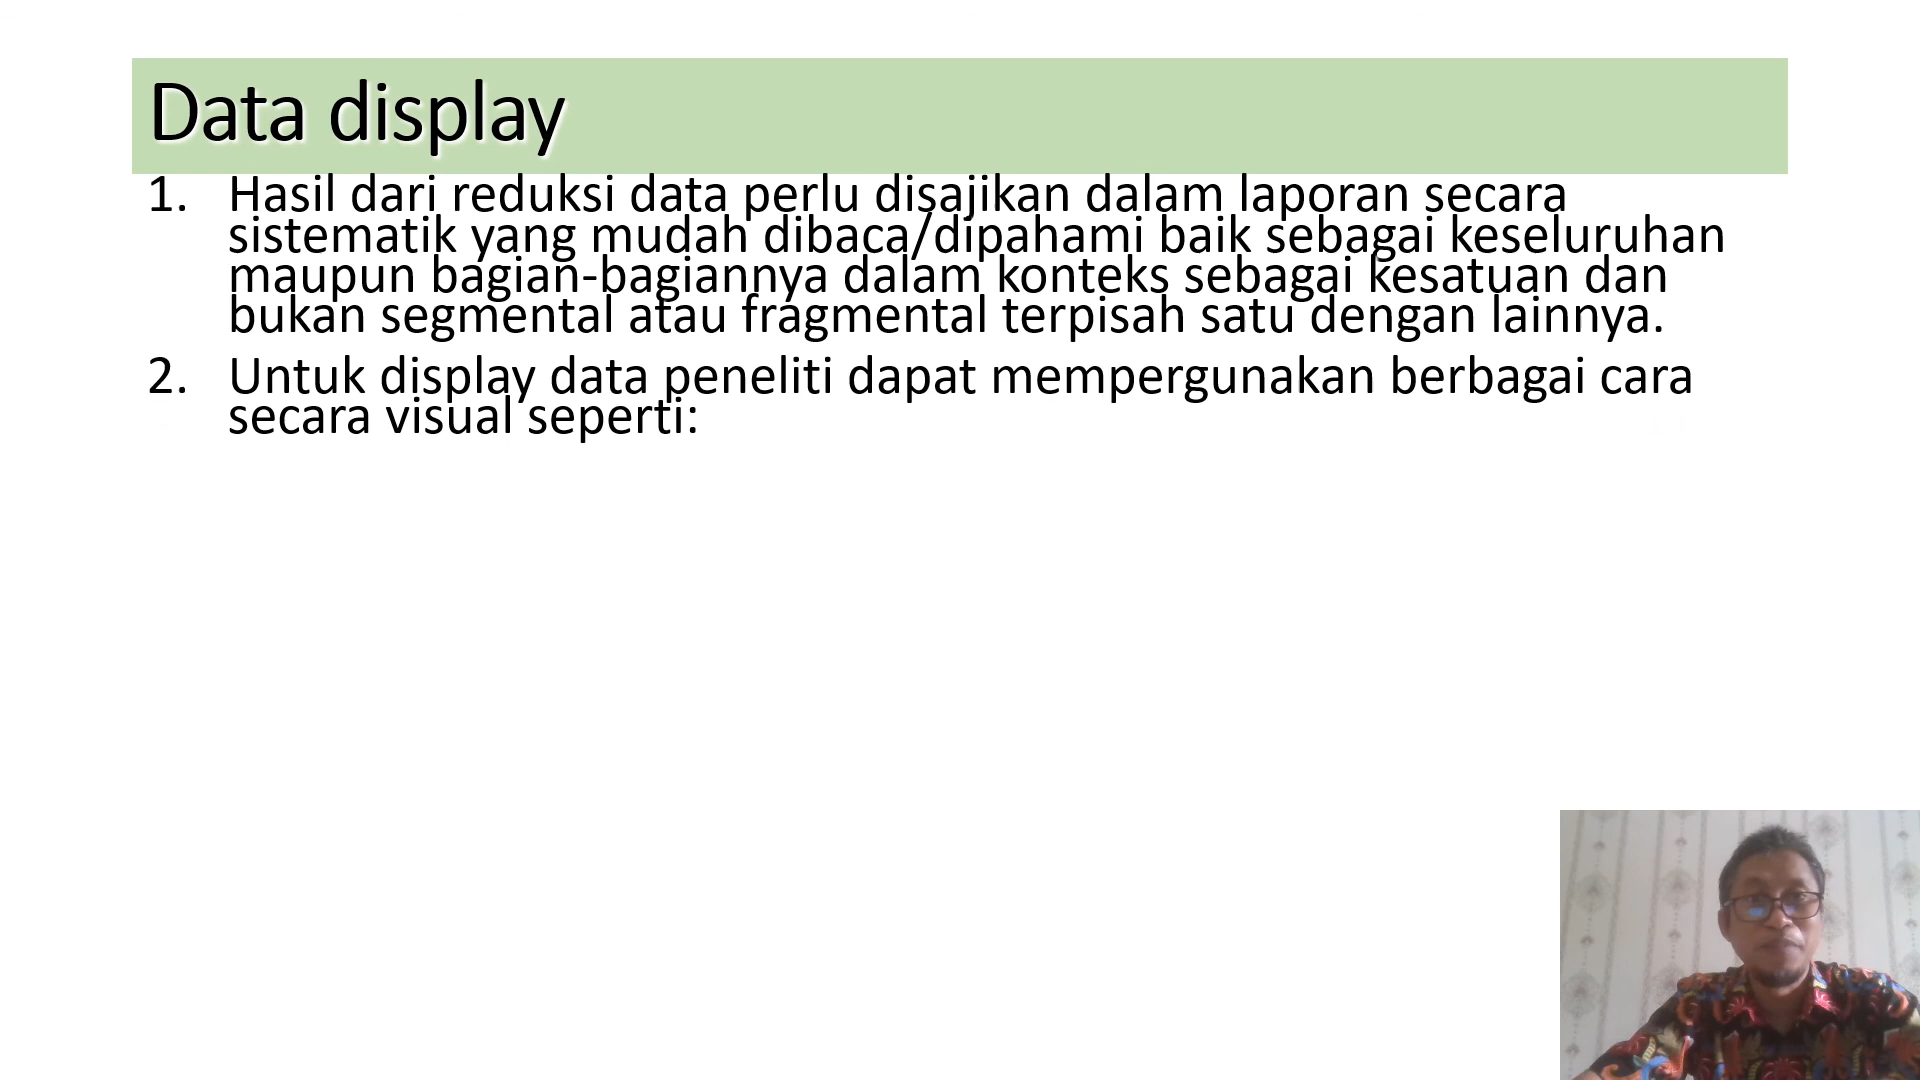 Data display
1. Hasil dari reduksi data perlu disajikan dalam laporan secara
sistematik yang mudah dibaca/dipahami baik sebagai keseluruhan
maupun bagian-bagiannya dalam konteks sebagai kesatuan dan
bukan segmental atau fragmental terpisah satu dengan lainnya.
2. Untuk display data peneliti dapat mempergunakan berbagai cara
secara visual seperti: